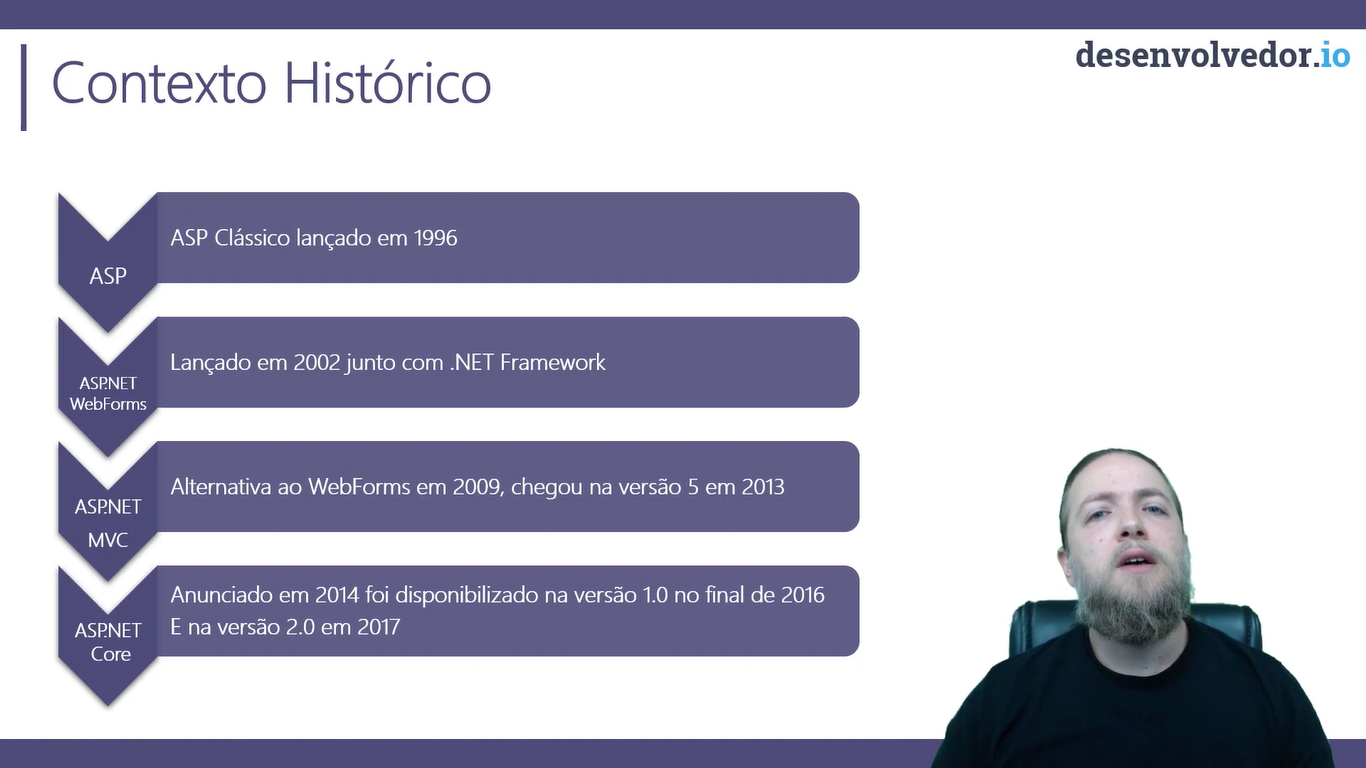 desenvolvedor.io
Contexto Histórico
ASP
ASP Clássico lançado em 1996
ASP.NET
WebForms
Lançado em 2002 junto com .NET Framework
ASP.NET
MVC
Alternativa ao WebForms em 2009, chegou na versão 5 em 2013
ASP.NET
Core
Anunciado em 2014 foi disponibilizado na versão 1.0 no final de 2016
E na versão 2.0 em 2017